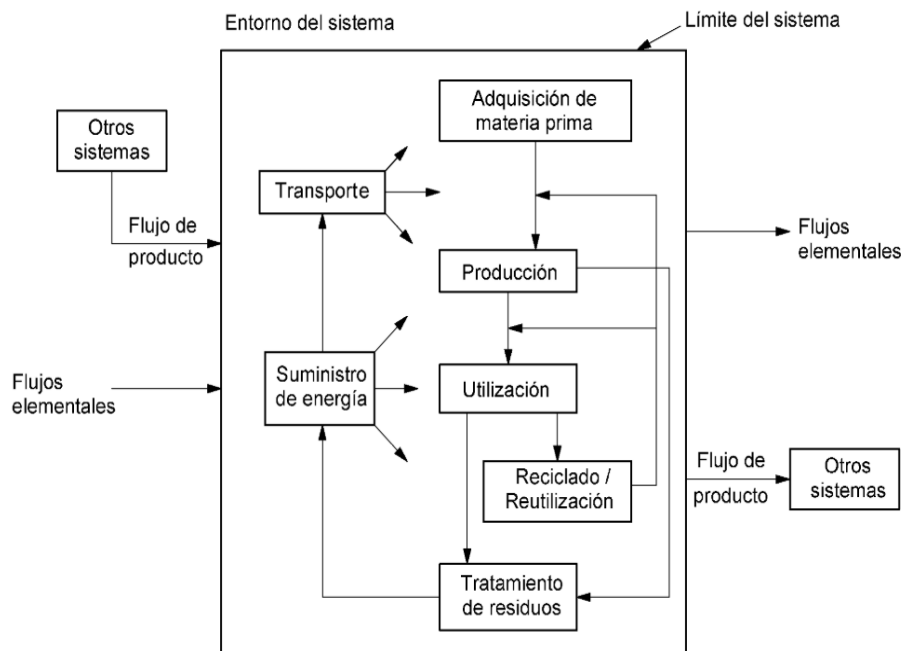 Entorno del sistema
Límite del sistema
Adquisición de
materia prima
Otros
sistemas
Transporte
Flujo de
producto
Flujos
elementales
Producción
Suministro
de energía
Utilización
Flujos
elementales
Reciclado /
Reutilización
Flujo de
producto
Otros
sistemas
Tratamiento
de residuos